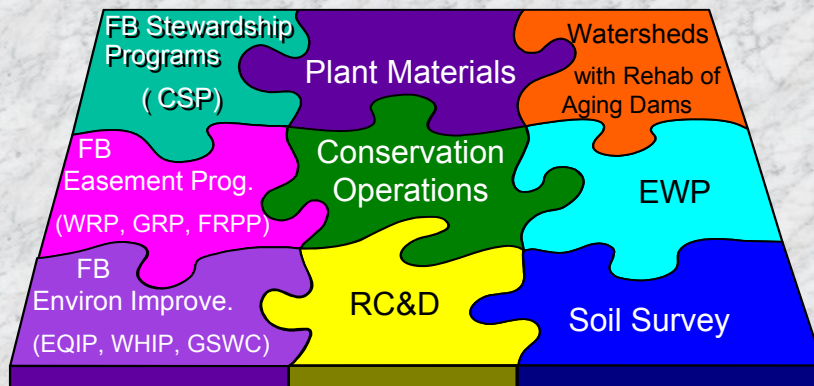 FB Stewardship
Programs
( CSP)
Plant Materials
Watersheds
with Rehab of
Aging Dams
FB
Easement Prog.
(WRP, GRP, FRPP)
Conservation
Operations
EWP
FB
Environ Improve.
(EQIP, WHIP, GSWC)
RC&D
Soil Survey